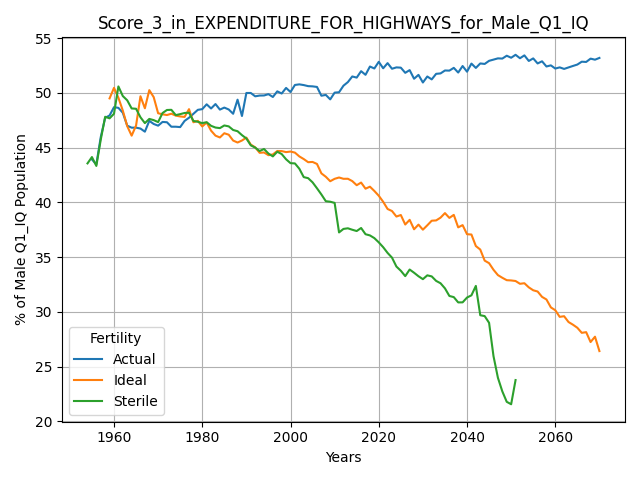 Score_3_in_EXPENDITURE_FOR_HIGHWAYS_for_Male_Q1_IQ
% of Male Q1_IQ Population
55
50
45
40
35
30
25
20
Fertility
Actual
Ideal
Sterile
1960 1980 2000 2020 2040 2060
Years